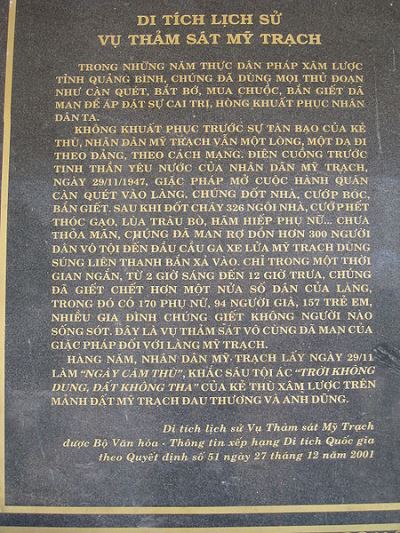 DI TÍCH LỊCH SỬ
VỤ THẢM SÁT MỸ TRẠCH
TRONG NHỮNG NĂM THỰC DÂN PHÁP XÂM LƯỢC
TỈNH QUẢNG BÌNH, CHÚNG ĐÃ DÙNG MỌI THỦ ĐOẠN
NHƯ CÀN QUÉT, BẮT BỚ, MUA CHUỘC, BẮN GIẾT DÃ
MAN ĐỂ ÁP ĐẶT SỰ CAI TRỊ, HÒNG KHUẤT PHỤC NHÂN
DÂN TA.
KHÔNG KHUẤT PHỤC TRƯỚC SỰ TÀN BẠO CỦA KẺ
THÙ, NHÂN DÂN MỸ TRẠCH VẪN MỘT LÒNG, MỘT DẠ ĐI
THEO ĐẢNG, THEO CÁCH MẠNG. ĐIÊN CUỒNG TRƯỚC
TINH THẦN YÊU NƯỚC CỦA NHÂN DÂN MỸ TRẠCH,
NGÀY 29/11/1947, GIẶC PHÁP MỞ CUỘC HÀNH QUÂN
CÀN QUÉT VÀO LÀNG. CHÚNG ĐỐT NHÀ, CƯỚP BÓC,
BẮN GIẾT. SAU KHI ĐỐT CHÁY 326 NGÔI NHÀ, CƯỚP HẾT
THÓC GẠO, LÙA TRÂU BÒ, HÃM HIẾP PHỤ NỮ... CHƯA
THỎA MÃN, CHÚNG ĐÃ MAN RỢ DỒN HƠN 300 NGƯỜI
DÂN VÔ TỘI ĐẾN ĐẦU CẦU GA XE LỬA MỸ TRẠCH DÙNG
SÚNG LIÊN THANH BẮN XẢ VÀO. CHỈ TRONG MỘT THỜI
GIAN NGẮN, TỪ 2 GIỜ SÁNG ĐẾN 12 GIỜ TRƯA, CHÚNG
ĐÃ GIẾT CHẾT HƠN MỘT NỬA SỐ DÂN CỦA LÀNG,
TRONG ĐÓ CÓ 170 PHỤ NỮ, 94 NGƯỜI GIÀ, 157 TRẺ EM,
NHIỀU GIA ĐÌNH CHÚNG GIẾT KHÔNG NGƯỜI NÀO
SỐNG SÓT. ĐÂY LÀ VỤ THẢM SÁT VÔ CÙNG DÃ MAN CỦA
GIẶC PHÁP ĐỐI VỚI LÀNG MỸ TRẠCH.
HÀNG NĂM, NHÂN DÂN MỸ TRẠCH LẤY NGÀY 29/11
LÀM "NGÀY CĂM THÙ", KHẮC SÂU TỘI ÁC "TRỜI KHÔNG
DUNG, ĐẤT KHÔNG THA" CỦA KẺ THÙ XÂM LƯỢC TRÊN
MẢNH ĐẤT MỸ TRẠCH ĐAU THƯƠNG VÀ ANH DŨNG.
Di tích lịch sử Vụ Thảm sát Mỹ Trạch
được Bộ Văn hóa - Thông tin xếp hạng Di tích Quốc gia
theo Quyết định số 51 ngày 27 tháng 12 năm 2001